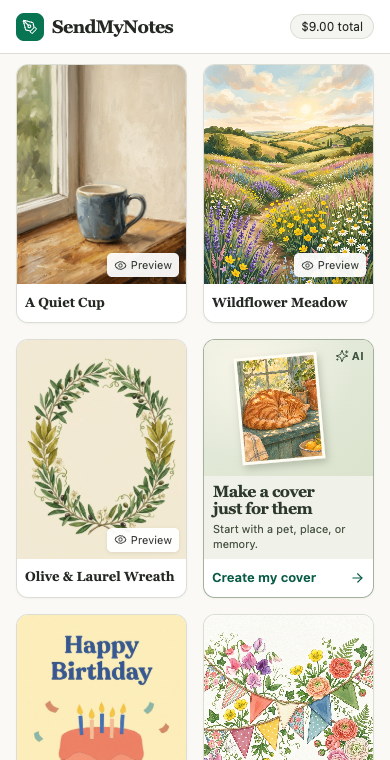 SendMyNotes
$9.00 total
Preview
Preview
A Quiet Cup
Wildflower Meadow
AI
Preview
Make a cover
just for them
Start with a pet, place, or
memory.
Olive & Laurel Wreath
Create my cover
Happy
Birthday